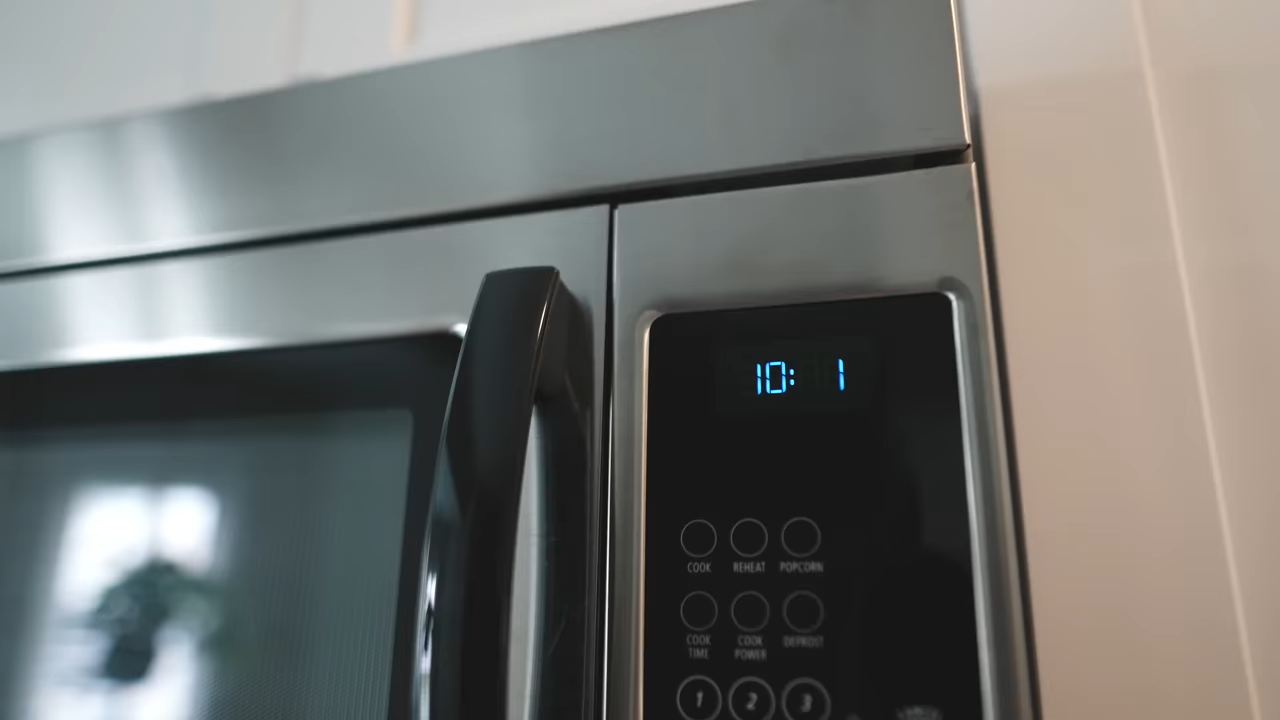 10: 1
COOK REHEAT POPCORN
COOK TIME COOK POWER DEFROST
1 2 3